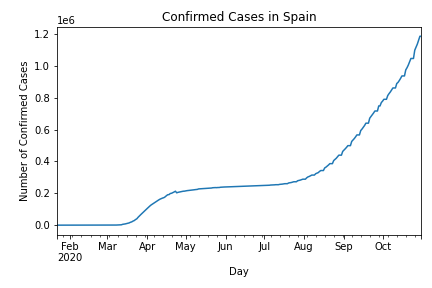 Confirmed Cases in Spain
1e6
1.2
1.0
0.8
0.6
0.4
0.2
0.0
Number of Confirmed Cases
Feb Mar Apr May Jun Jul Aug Sep Oct
2020
Day